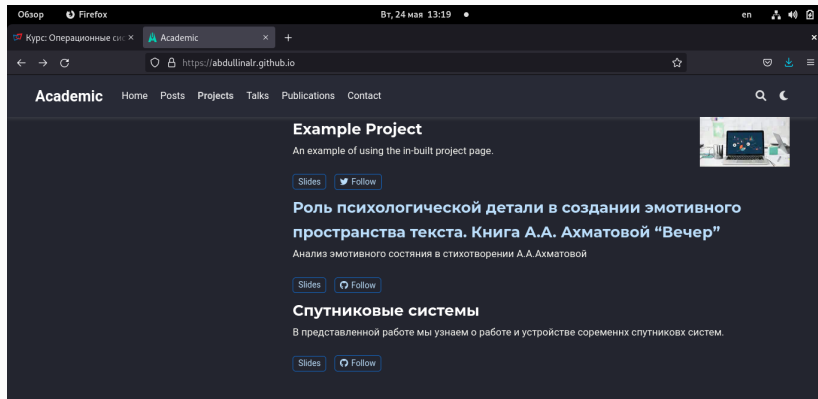 Обзор Firefox Вт, 24 мая 13:19 en
Курс: Операционные сис Academic
https://abdullinalr.github.io
Academic Home Posts Projects Talks Publications Contact
Example Project
An example of using the in-built project page.
Slides Follow
Роль психологической детали в создании эмотивного
пространства текста. Книга А.А. Ахматовой “Вечер”
Анализ эмотивного состяния в стихотворении А.А.Ахматовой
Slides Follow
Спутниковые системы
В представленной работе мы узнаем о работе и устройстве соременнх спутниковх систем.
Slides Follow